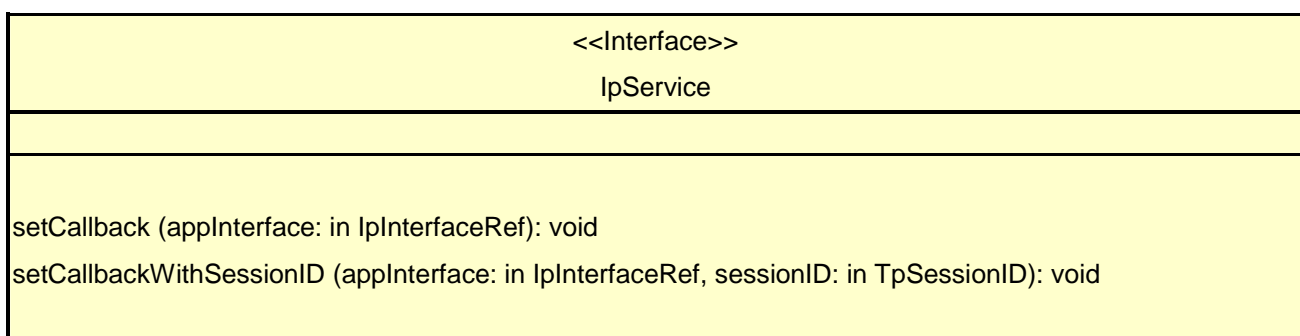 <<Interface>>
IpService
setCallback (appInterface: in IpInterfaceRef): void
setCallbackWithSessionID (appInterface: in IpInterfaceRef, sessionID: in TpSessionID): void